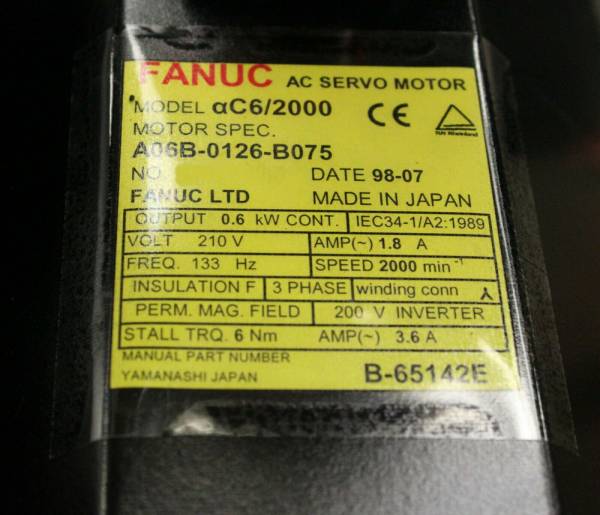 FANUC AC SERVO MOTOR
MODEL αC6/2000
CE
MOTOR SPEC.
A06B-0126-B075
NO. DATE 98-07
FANUC LTD MADE IN JAPAN
OUTPUT 0.6 kW CONT. IEC34-1/A2:1989
VOLT 210 V AMP(~) 1.8 A
FREQ. 133 Hz SPEED 2000 min⁻¹
INSULATION F 3 PHASE winding conn
PERM. MAG. FIELD 200 V INVERTER
STALL TRQ. 6 Nm AMP(~) 3.6 A
MANUAL PART NUMBER
YAMANASHI JAPAN B-65142E